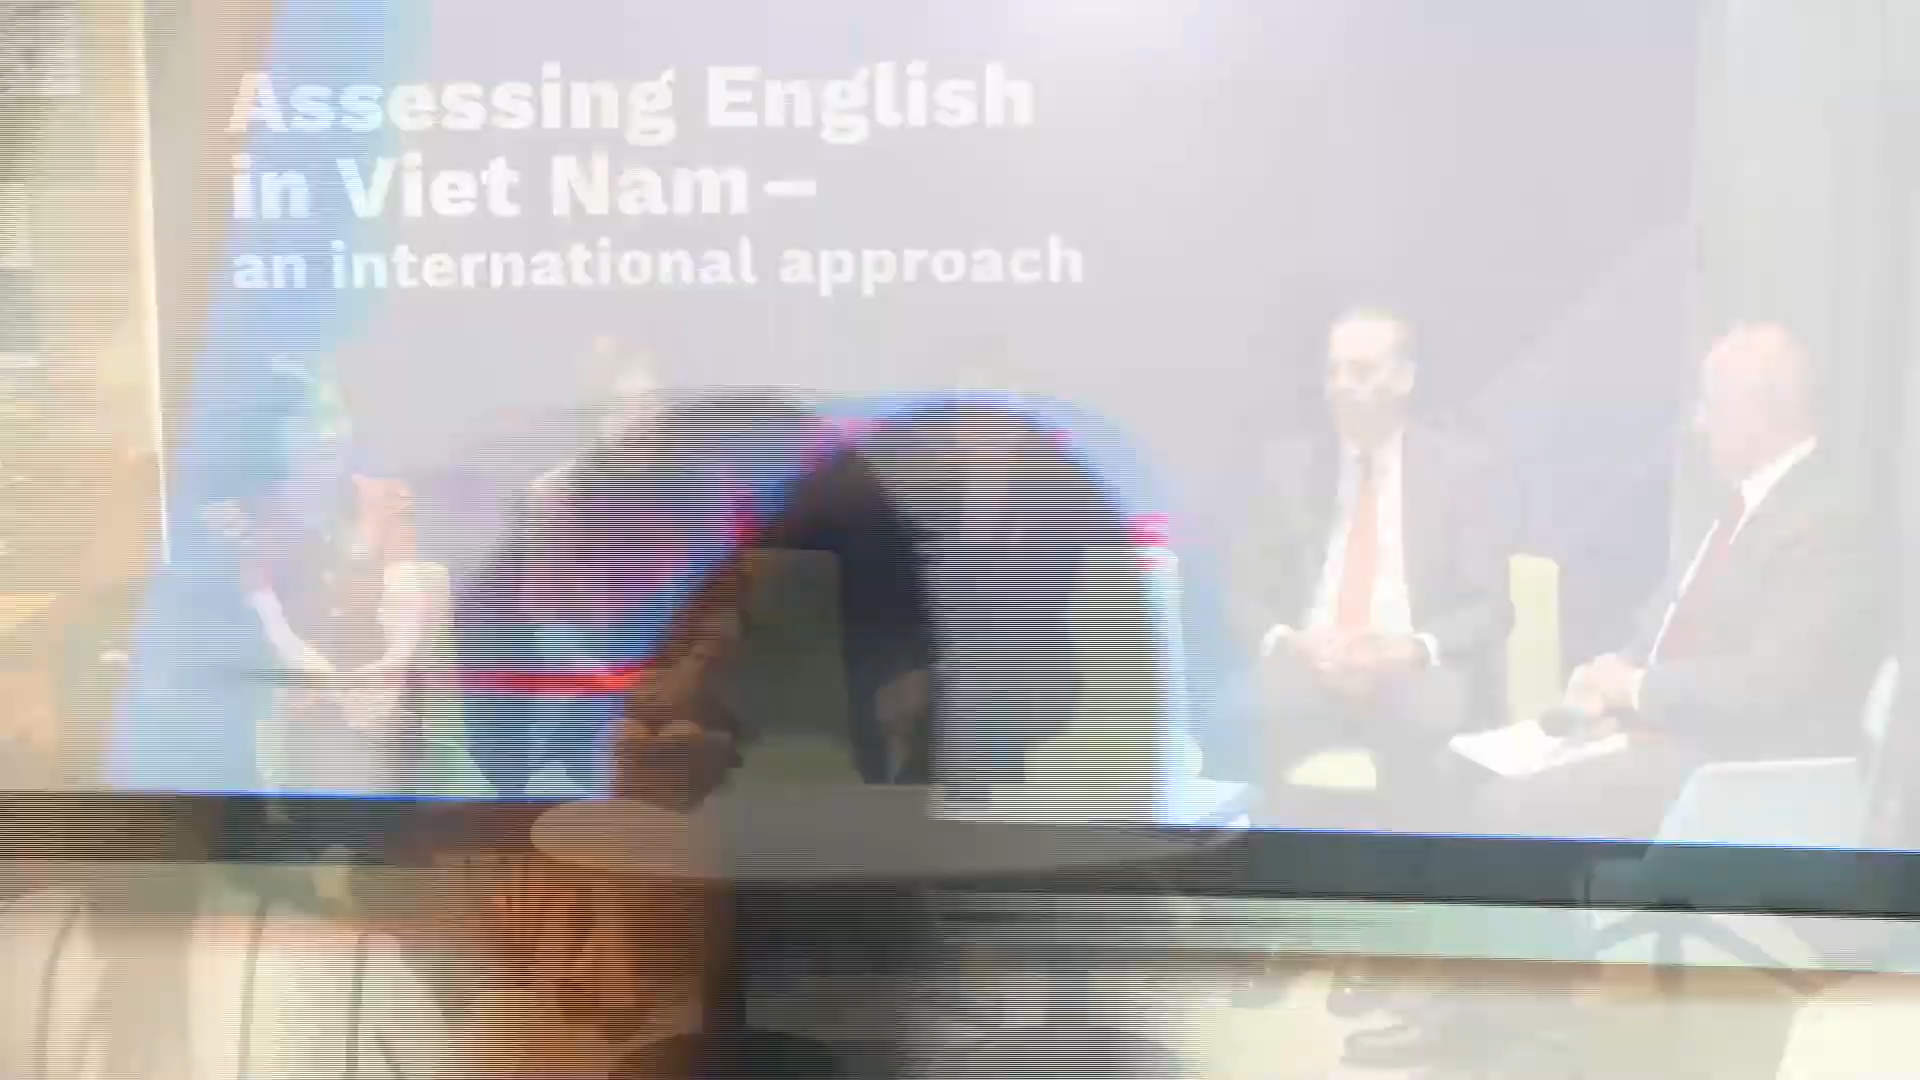 Assessing English
in Viet Nam –
an international approach